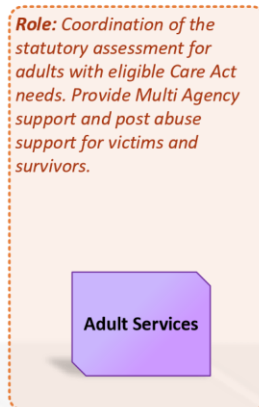 Role: Coordination of the
statutory assessment for
adults with eligible Care Act
needs. Provide Multi Agency
support and post abuse
support for victims and
survivors.
Adult Services